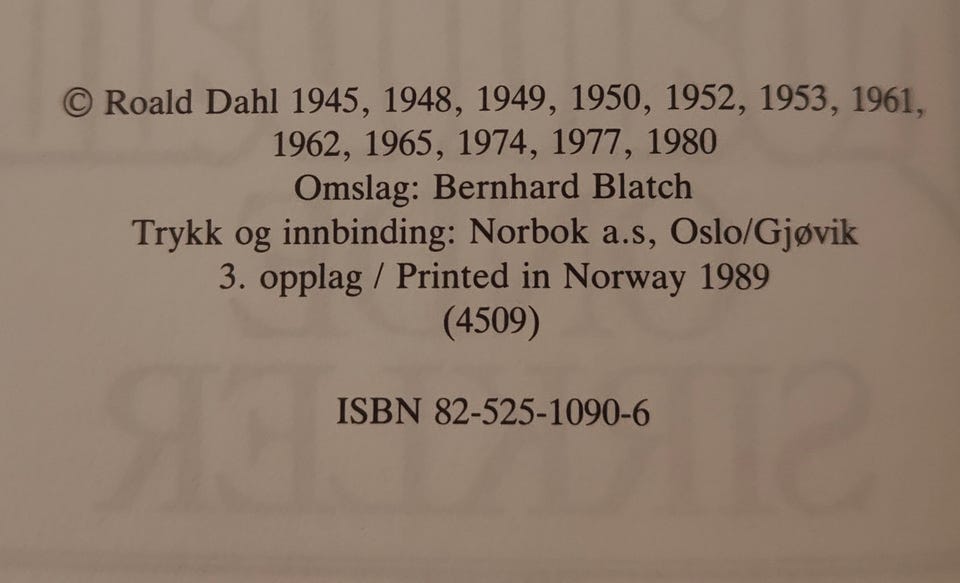 © Roald Dahl 1945, 1948, 1949, 1950, 1952, 1953, 1961,
1962, 1965, 1974, 1977, 1980
Omslag: Bernhard Blatch
Trykk og innbinding: Norbok a.s, Oslo/Gjøvik
3. opplag / Printed in Norway 1989
(4509)
ISBN 82-525-1090-6
SIRKLER